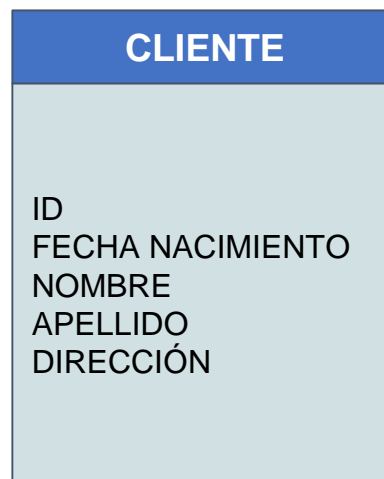 CLIENTE
ID
FECHA NACIMIENTO
NOMBRE
APELLIDO
DIRECCIÓN